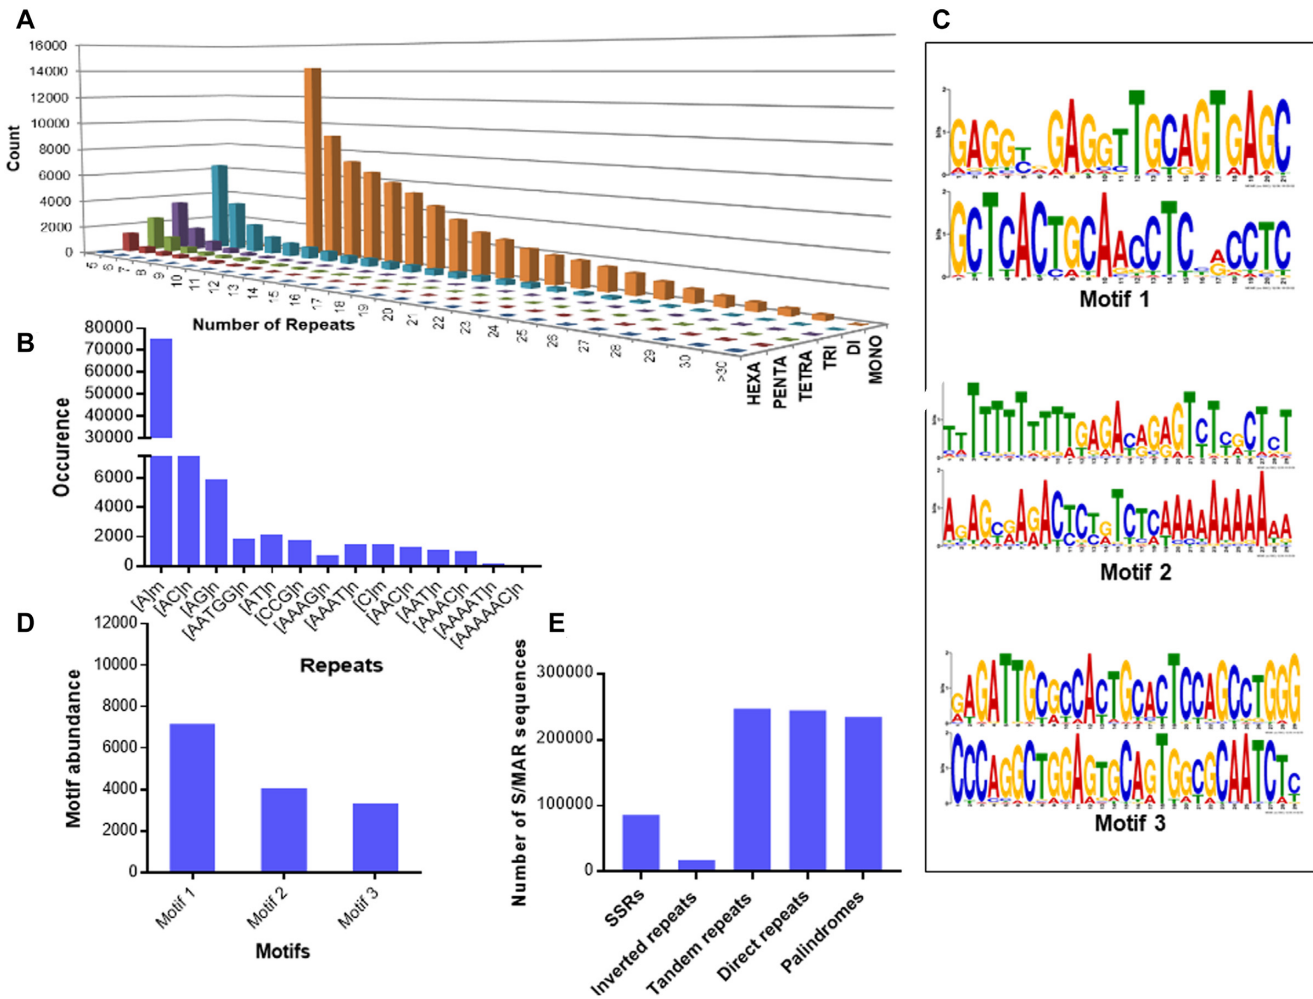 A
16000
14000
12000
10000
8000
6000
4000
2000
0
Count
5
6
7
8
9
10
11
12
13
14
15
16
17
18
19
20
21
22
23
24
25
26
27
28
29
30
>30
Number of Repeats
HEXA
PENTA
TETRA
TRI
DI
MONO
B
80000
70000
60000
50000
40000
30000
6000
4000
2000
0
Occurence
[A]m
[AC]n
[AG]n
[AATGG]n
[AT]n
[CCG]n
[AAAG]n
[AAAT]n
[C]m
[AAC]n
[AAT]n
[AAAC]n
[AAAAT]n
[AAAAAC]n
Repeats
C
Motif 1
Motif 2
Motif 3
D
12000
10000
8000
6000
4000
2000
0
Motif abundance
Motif 1
Motif 2
Motif 3
Motifs
E
300000
200000
100000
0
Number of S/MAR sequences
SSRs
Inverted repeats
Tandem repeats
Direct repeats
Palindromes